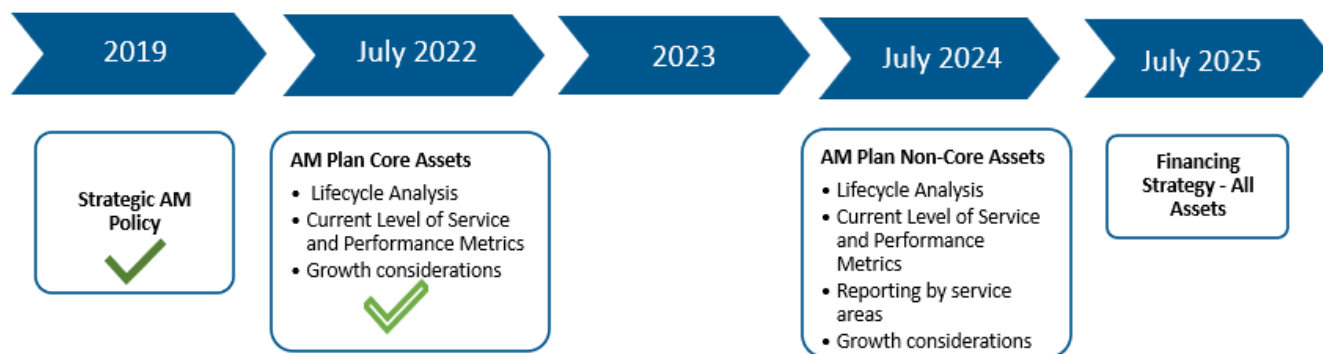 2019
July 2022
2023
July 2024
July 2025
Strategic AM
Policy
AM Plan Core Assets
• Lifecycle Analysis
• Current Level of Service
and Performance Metrics
• Growth considerations
AM Plan Non-Core Assets
• Lifecycle Analysis
• Current Level of Service
and Performance
Metrics
• Reporting by service
areas
• Growth considerations
Financing
Strategy - All
Assets